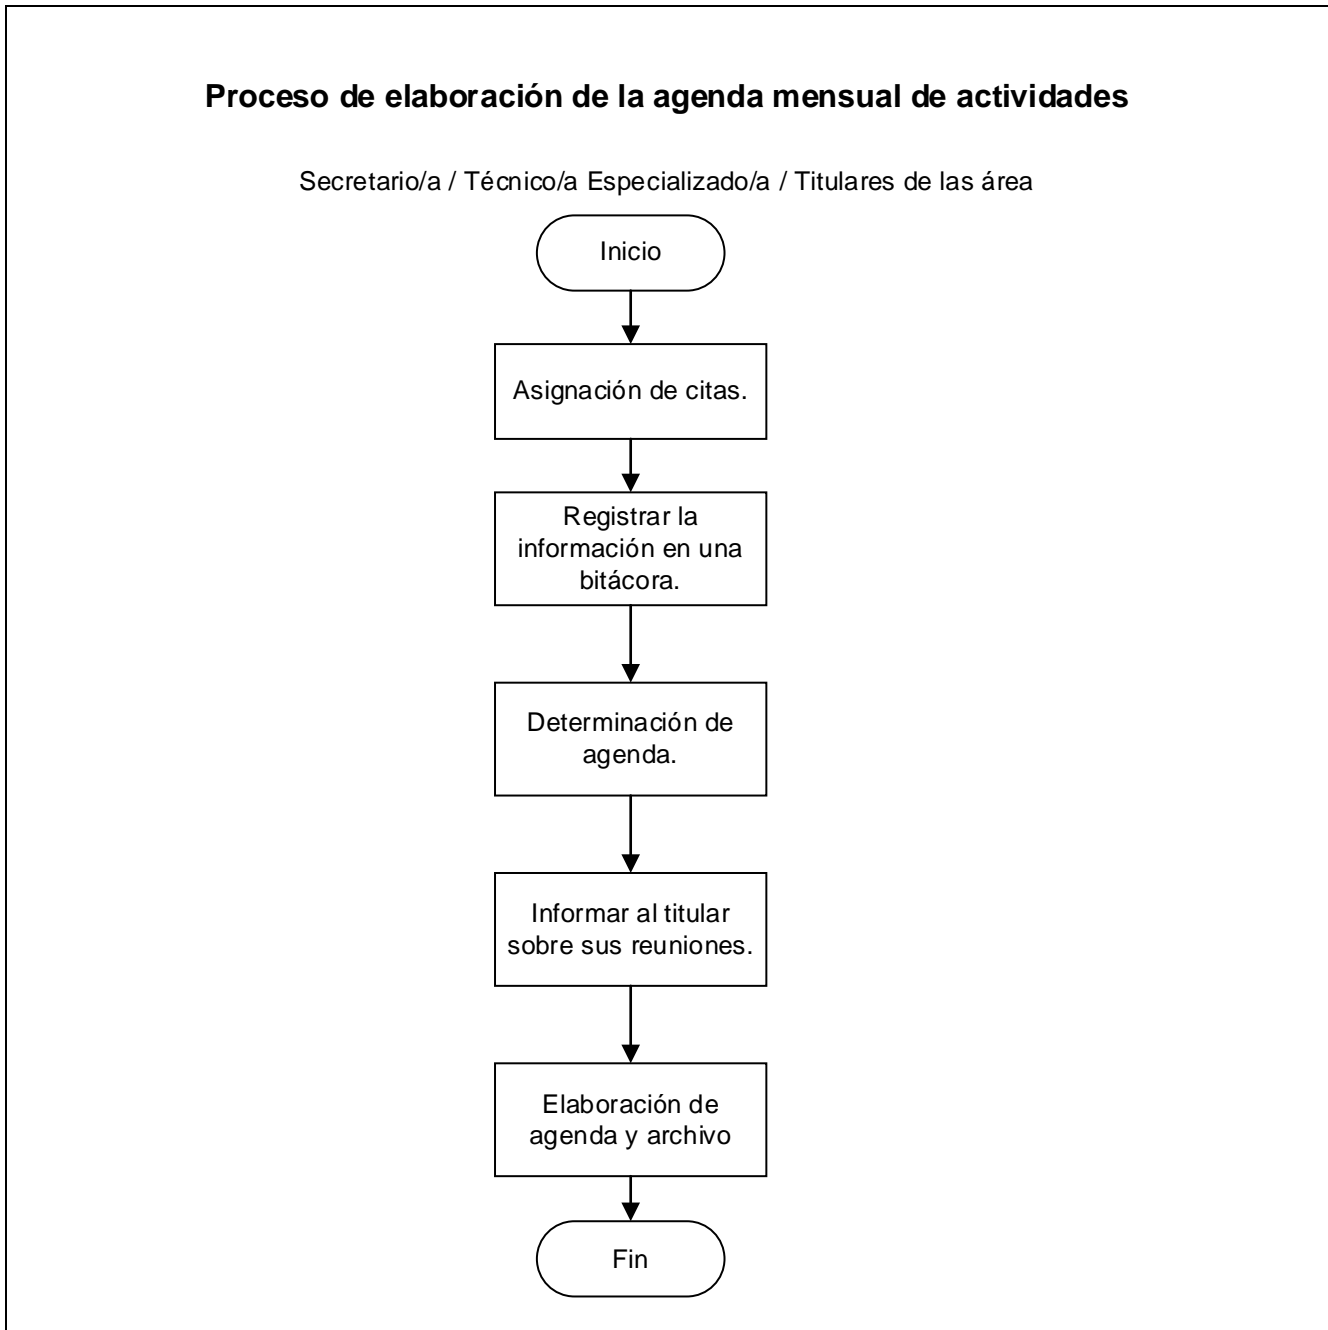 Proceso de elaboración de la agenda mensual de actividades
Secretario/a / Técnico/a Especializado/a / Titulares de las área
Inicio
Asignación de citas.
Registrar la
información en una
bitácora.
Determinación de
agenda.
Informar al titular
sobre sus reuniones.
Elaboración de
agenda y archivo
Fin